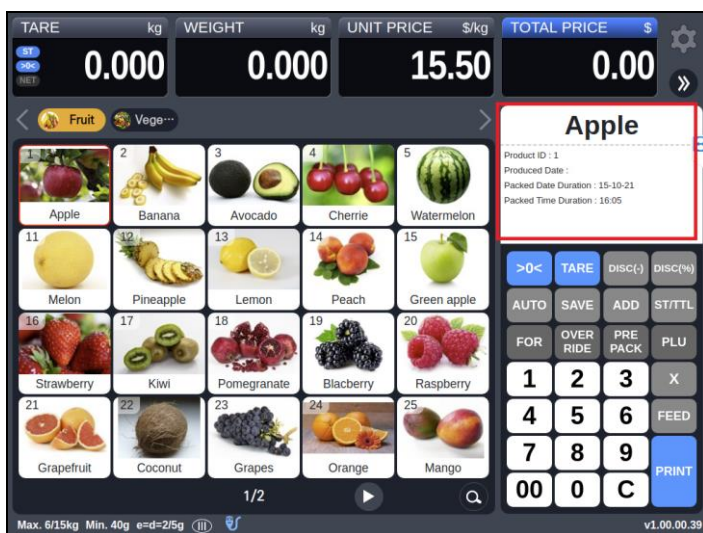 TARE kg
WEIGHT kg
UNIT PRICE $/kg
TOTAL PRICE $
ST
>0<
NET
0.000
0.000
15.50
0.00
Fruit
Vege···
Apple
Product ID : 1
Produced Date :
Packed Date Duration : 15-10-21
Packed Time Duration : 16:05
1
2
3
4
5
Apple
Banana
Avocado
Cherrie
Watermelon
11
12
13
14
15
Melon
Pineapple
Lemon
Peach
Green apple
16
17
18
19
20
Strawberry
Kiwi
Pomegranate
Blacberry
Raspberry
21
22
23
24
25
Grapefruit
Coconut
Grapes
Orange
Mango
1/2
>0< TARE DISC(-) DISC(%)
AUTO SAVE ADD ST/TTL
FOR OVER RIDE PRE PACK PLU
1 2 3 X
4 5 6 FEED
7 8 9 PRINT
00 0 C
Max. 6/15kg Min. 40g e=d=2/5g III
v1.00.00.39